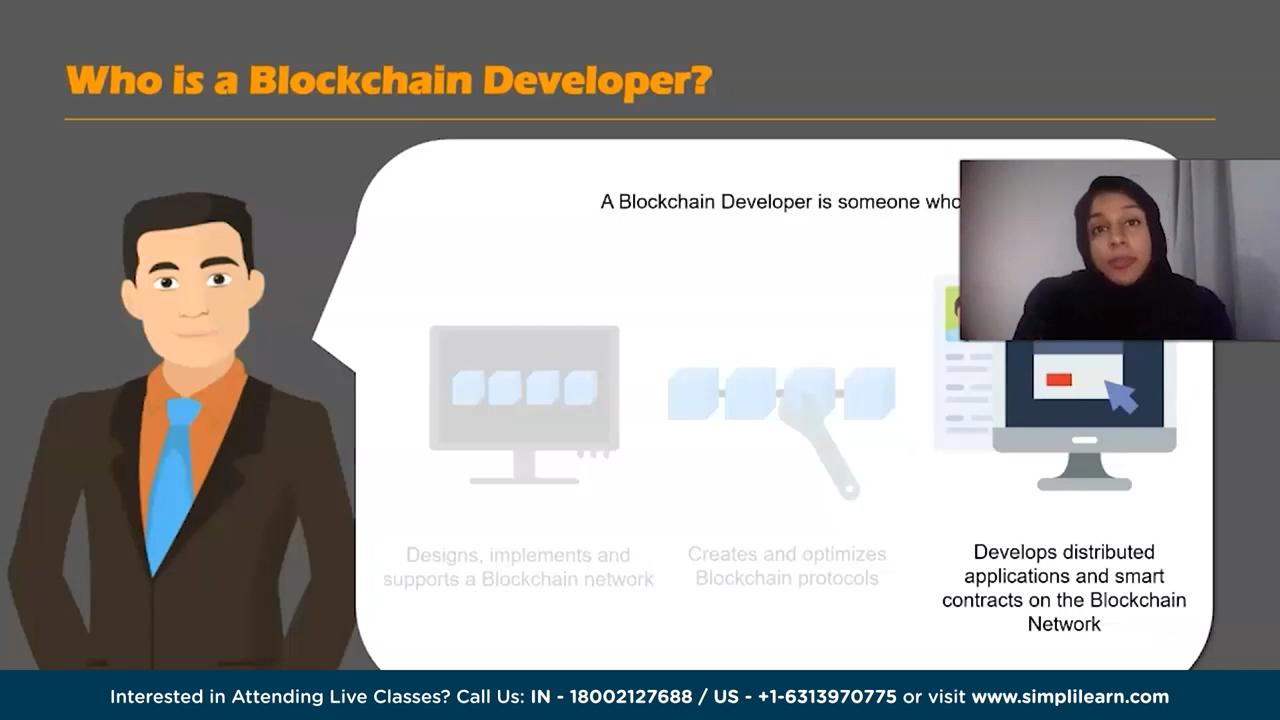 Who is a Blockchain Developer?
A Blockchain Developer is someone who
Designs, implements and
supports a Blockchain network
Creates and optimizes
Blockchain protocols
Develops distributed
applications and smart
contracts on the Blockchain
Network
Interested in Attending Live Classes? Call Us: IN - 18002127688 / US - +1-6313970775 or visit www.simplilearn.com